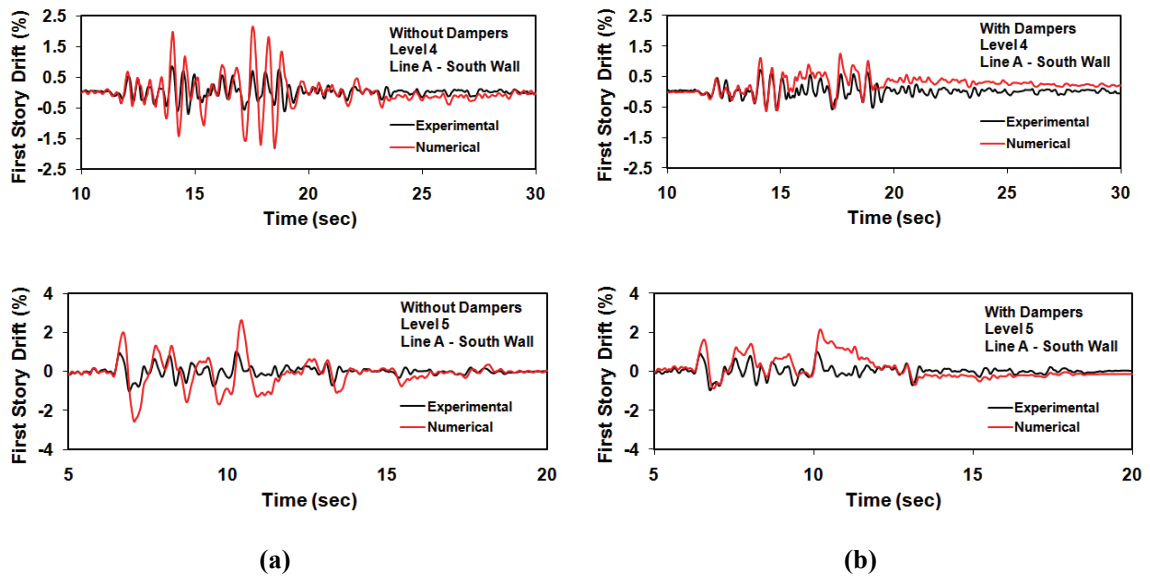 First Story Drift (%)
2.5
1.5
0.5
-0.5
-1.5
-2.5
Without Dampers
Level 4
Line A - South Wall
Experimental
Numerical
10
15
20
25
30
Time (sec)
First Story Drift (%)
2.5
1.5
0.5
-0.5
-1.5
-2.5
With Dampers
Level 4
Line A - South Wall
Experimental
Numerical
10
15
20
25
30
Time (sec)
First Story Drift (%)
4
2
0
-2
-4
Without Dampers
Level 5
Line A - South Wall
Experimental
Numerical
5
10
15
20
Time (sec)
First Story Drift (%)
4
2
0
-2
-4
With Dampers
Level 5
Line A - South Wall
Experimental
Numerical
5
10
15
20
Time (sec)
(a)
(b)